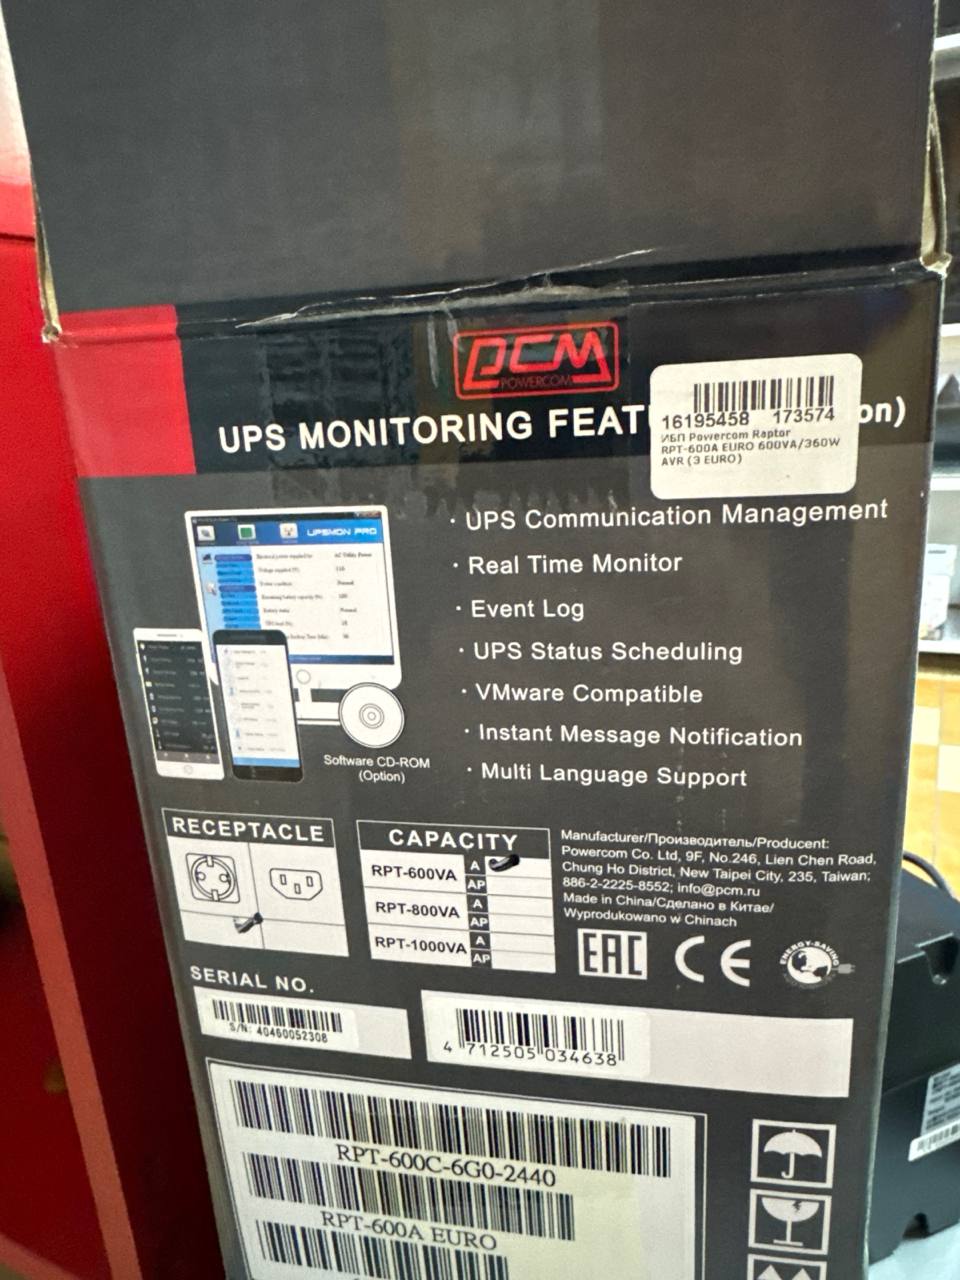 PCM
POWERCOM
UPS MONITORING FEATU on)
16195458 173574
ИБП Powercom Raptor
RPT-600A EURO 600VA/360W
AVR (3 EURO)
UPSMON PRO
· UPS Communication Management
· Real Time Monitor
· Event Log
· UPS Status Scheduling
· VMware Compatible
· Instant Message Notification
· Multi Language Support
Software CD-ROM
(Option)
RECEPTACLE
CAPACITY
RPT-600VA A
AP
RPT-800VA A
AP
RPT-1000VA A
AP
Manufacturer/Производитель/Producent:
Powercom Co. Ltd, 9F, No.246, Lien Chen Road,
Chung Ho District, New Taipei City, 235, Taiwan;
886-2-2225-8552; info@pcm.ru
Made in China/Сделано в Китае/
Wyprodukowano w Chinach
EAC CE ENERGY-SAVING
SERIAL NO.
S/N: 40460052308
4 712505 034638
RPT-600C-6G0-2440
RPT-600A EURO